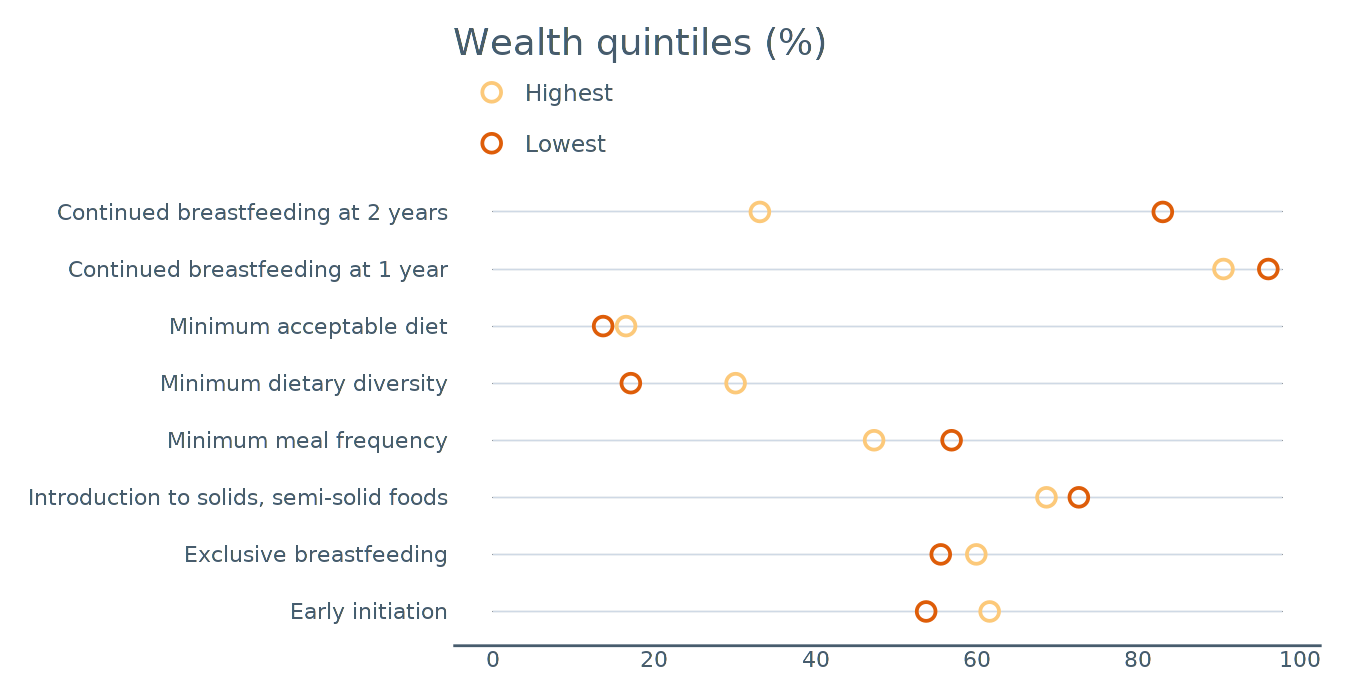 Wealth quintiles (%)
Highest
Lowest
Continued breastfeeding at 2 years
Continued breastfeeding at 1 year
Minimum acceptable diet
Minimum dietary diversity
Minimum meal frequency
Introduction to solids, semi-solid foods
Exclusive breastfeeding
Early initiation
0 20 40 60 80 100